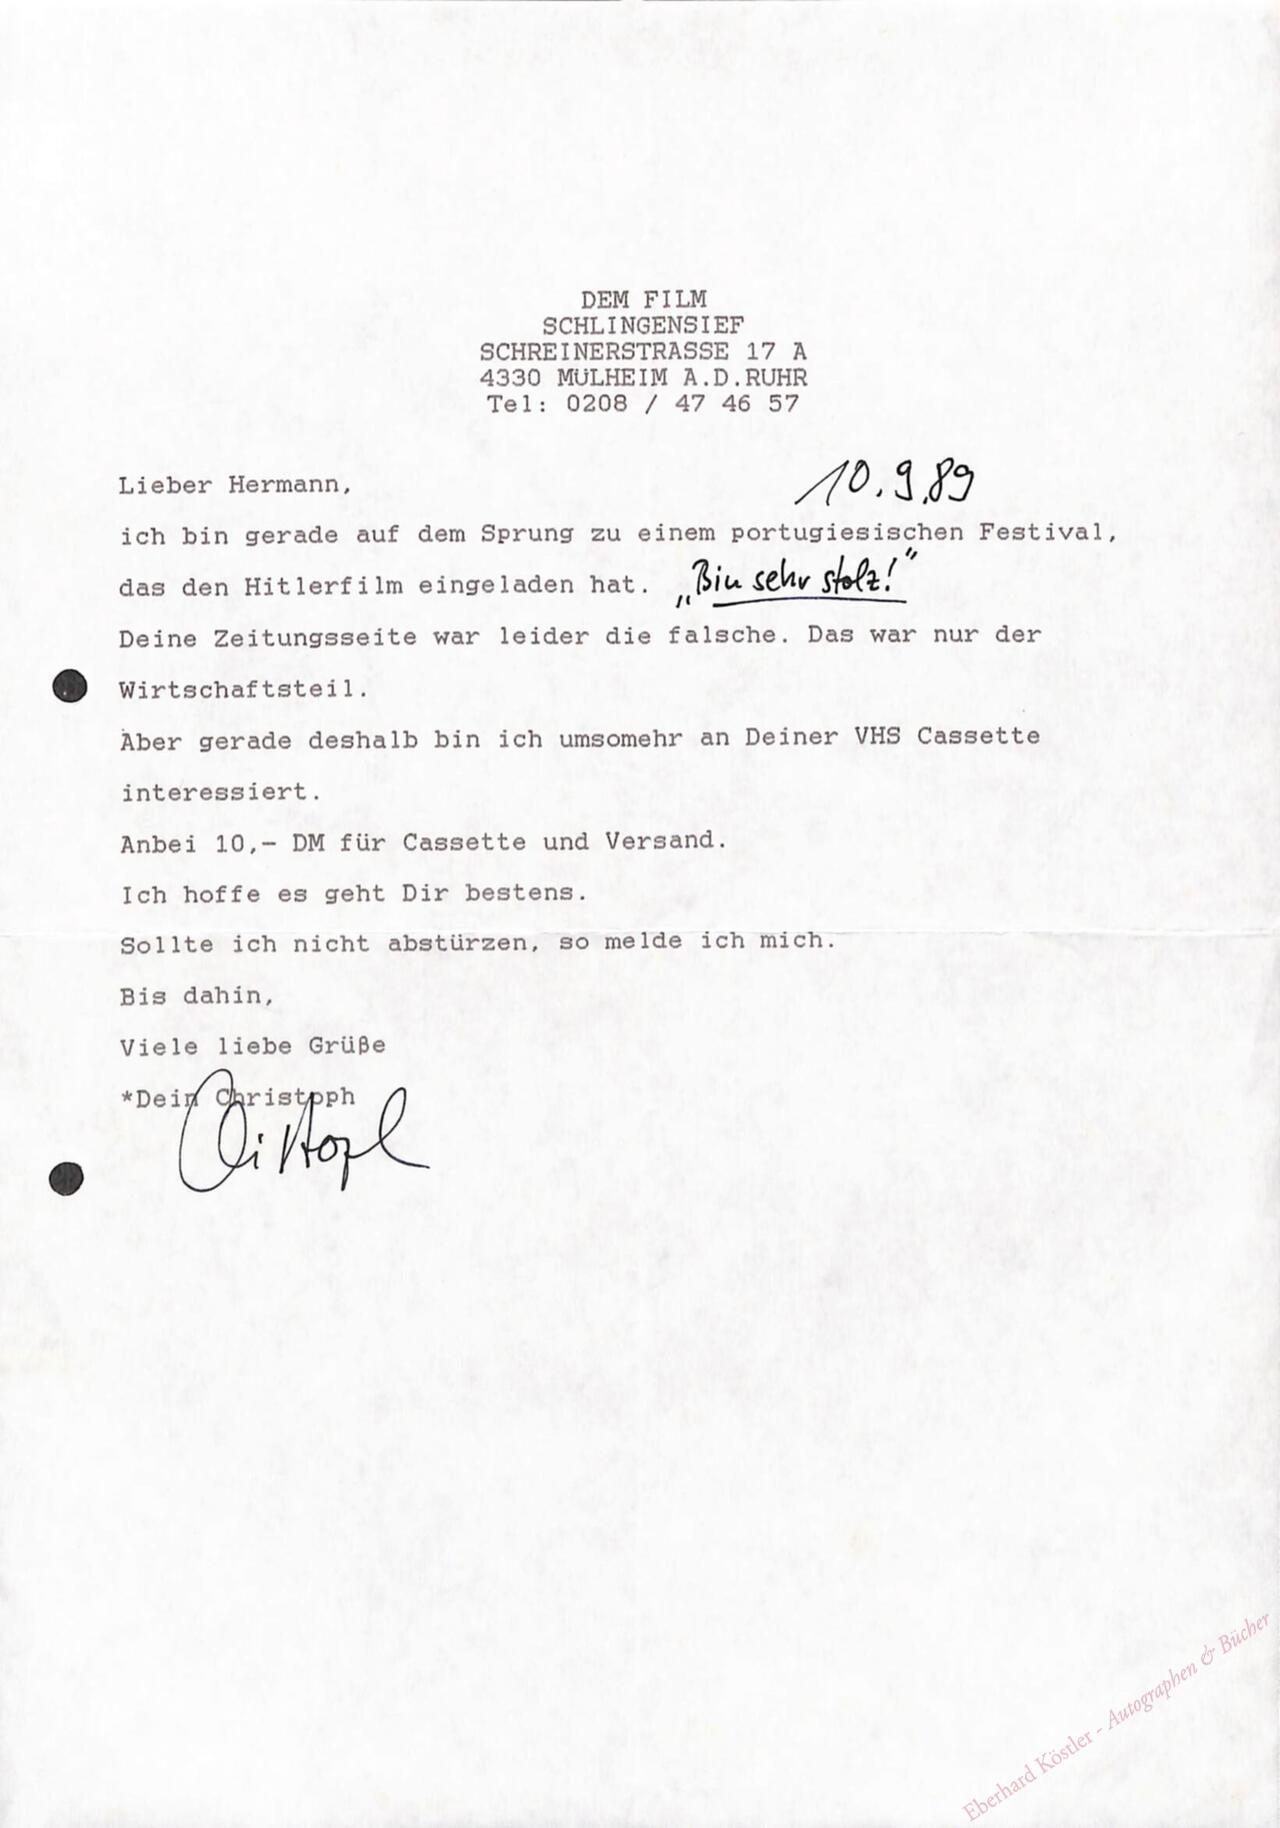 DEM FILM
SCHLINGENSIEF
SCHREINERSTRASSE 17 A
4330 MÜLHEIM A.D.RUHR
Tel: 0208 / 47 46 57
Lieber Hermann,
10.9.89
ich bin gerade auf dem Sprung zu einem portugiesischen Festival,
das den Hitlerfilm eingeladen hat. „Bin sehr stolz!“
Deine Zeitungsseite war leider die falsche. Das war nur der
Wirtschaftsteil.
Aber gerade deshalb bin ich umsomehr an Deiner VHS Cassette
interessiert.
Anbei 10,- DM für Cassette und Versand.
Ich hoffe es geht Dir bestens.
Sollte ich nicht abstürzen, so melde ich mich.
Bis dahin,
Viele liebe Grüße
*Dein Christoph
Christoph
Eberhard Köstler - Autographen & Bücher